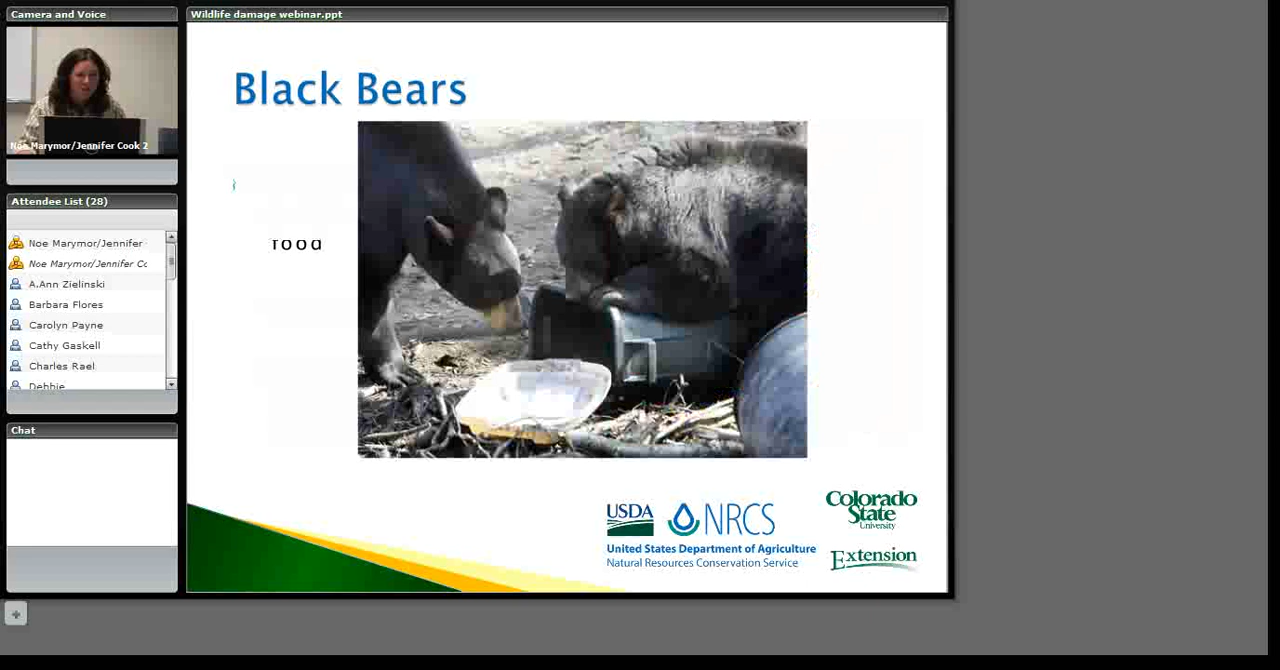 Camera and Voice
Noe Marymor/Jennifer Cook 2
Attendee List (28)
Noe Marymor/Jennifer
Noe Marymor/Jennifer Co
A.Ann Zielinski
Barbara Flores
Carolyn Payne
Cathy Gaskell
Charles Rael
Debbie
Chat
Wildlife damage webinar.ppt
Black Bears
food
USDA
NRCS
United States Department of Agriculture
Natural Resources Conservation Service
Colorado
State
University
Extension